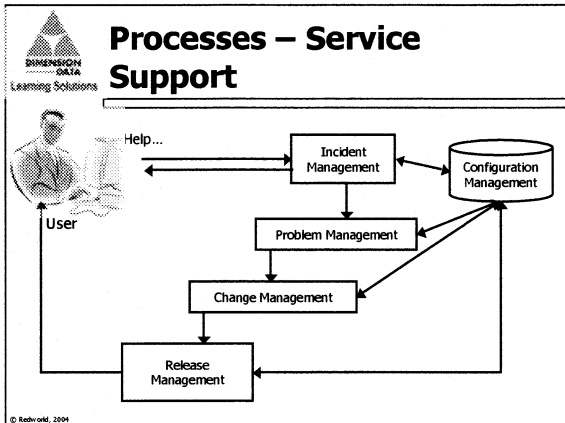 Processes – Service
Support
DIMENSION
DATA
Learning Solutions
Help...
User
Incident
Management
Configuration
Management
Problem Management
Change Management
Release
Management
© Redworld, 2004